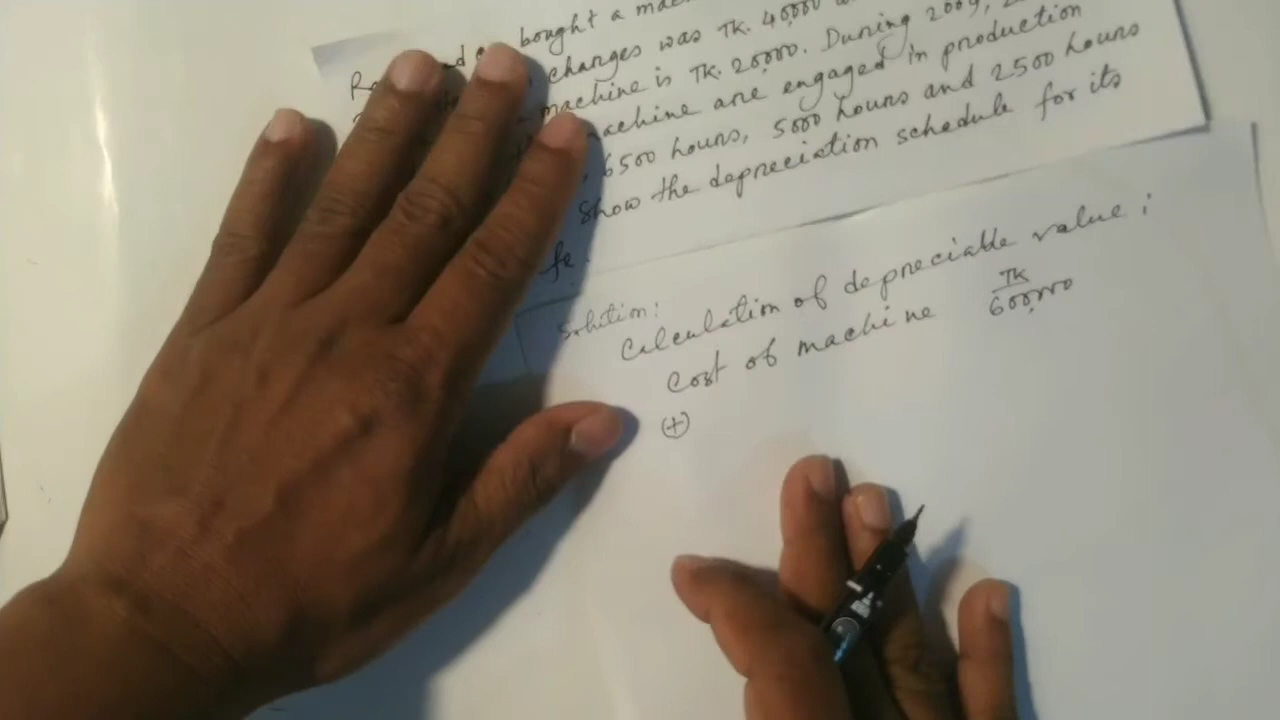 bought a mac
changes was TK. 40,000
machine is TK. 20,000. During 2009,
machine are engaged in production
6500 hours, 5000 hours and 2500 hours
Show the depreciation schedule for its
fe.
Solution:
Calculation of depreciable value:
TK
Cost of machine 600,000
(+)